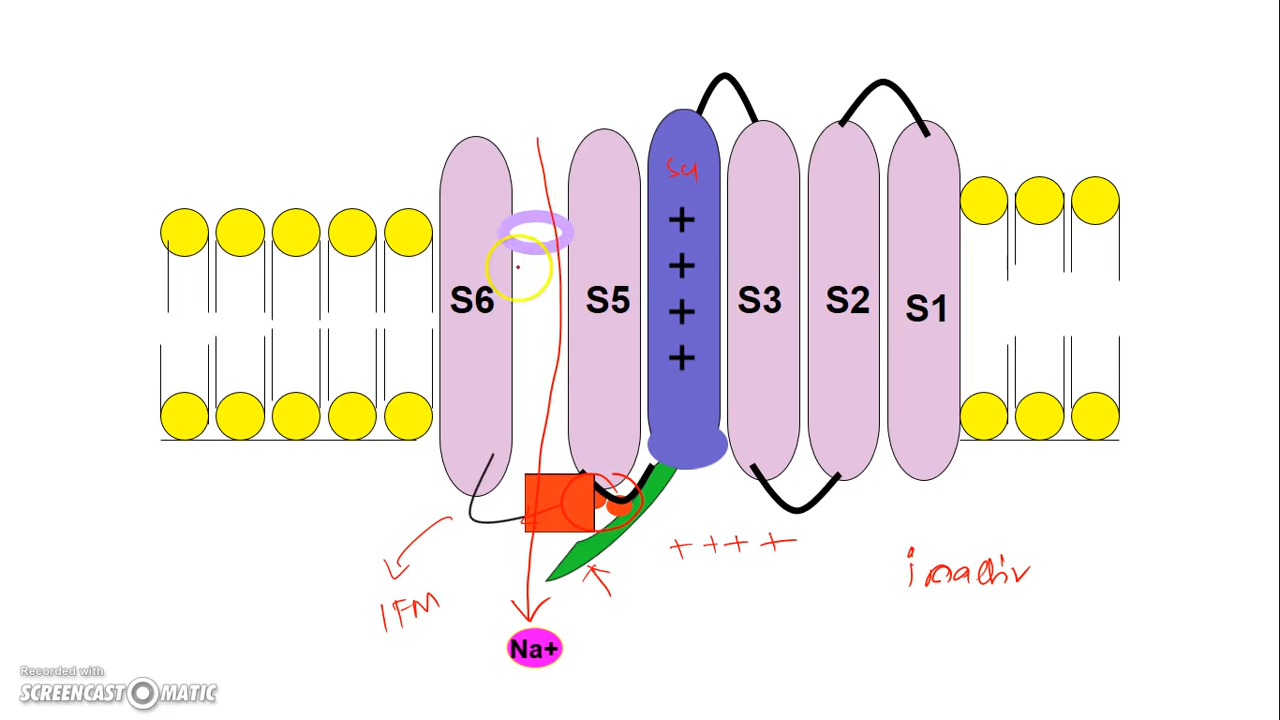 S4
+
+
+
+
S6
S5
S3
S2
S1
+ + + +
IFM
Na+
Recorded with
SCREENCAST-O-MATIC